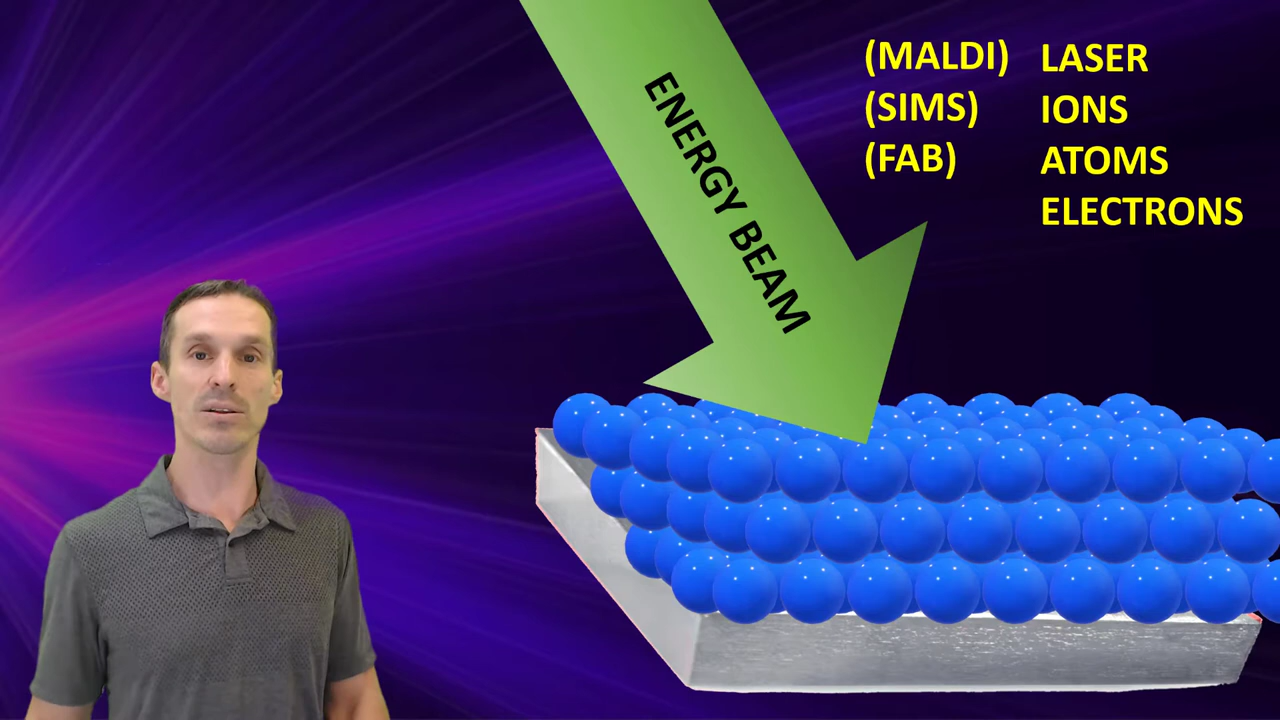 ENERGY BEAM
(MALDI) LASER
(SIMS) IONS
(FAB) ATOMS
ELECTRONS